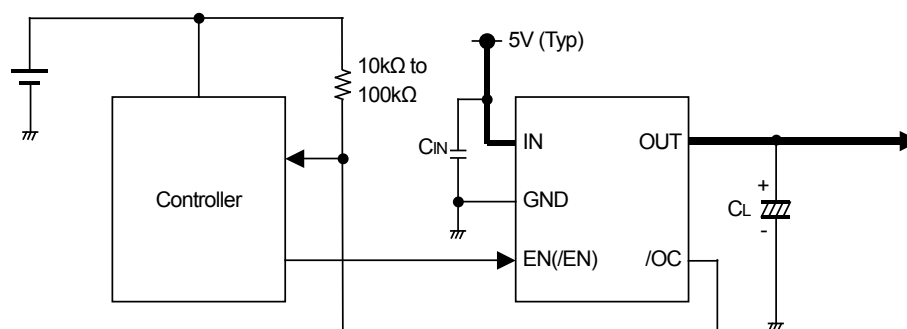 5V (Typ)
10kΩ to
100kΩ
CIN
IN
OUT
Controller
GND
+
CL
-
EN(/EN)
/OC